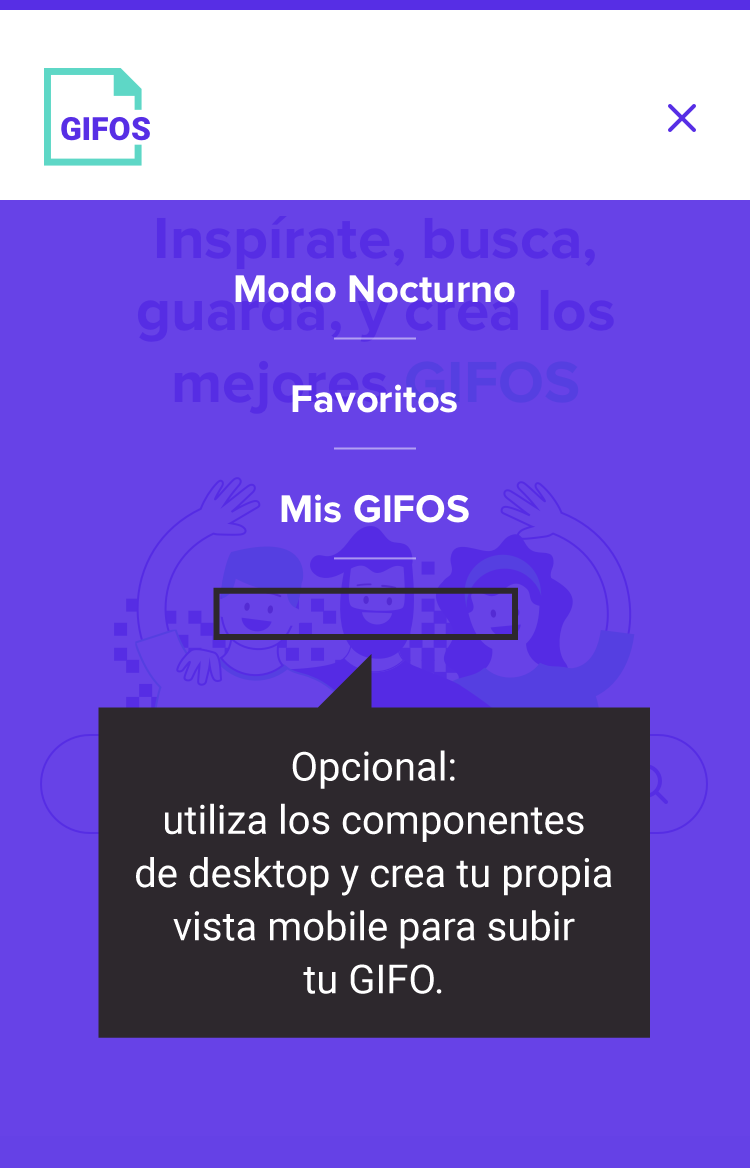 GIFOS
Inspírate, busca,
Modo Nocturno
guarda, y crea los
mejores GIFOS
Favoritos
Mis GIFOS
Opcional:
utiliza los componentes
de desktop y crea tu propia
vista mobile para subir
tu GIFO.